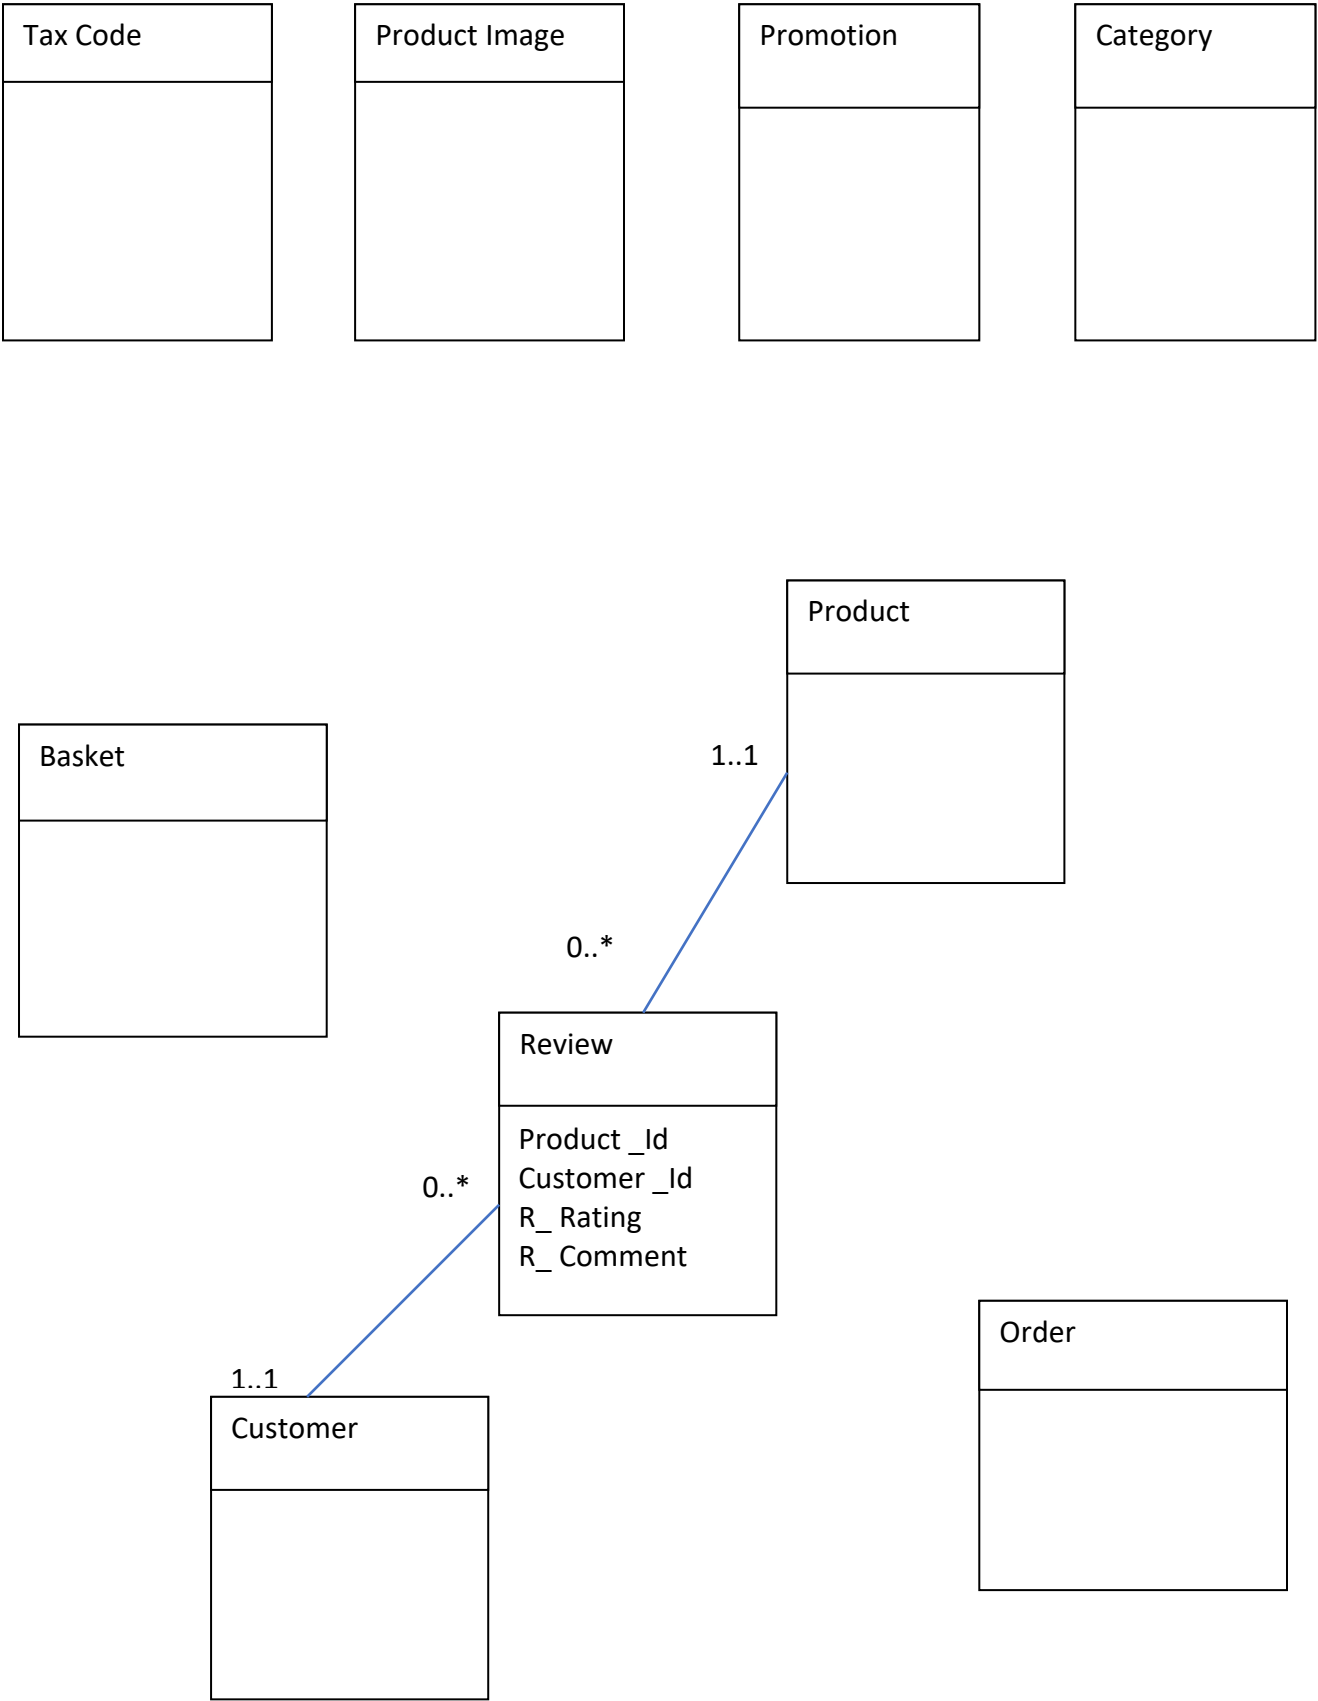 Tax Code
Product Image
Promotion
Category
Product
Basket
1..1
0..*
Review
Product _Id
Customer _Id
R_ Rating
R_ Comment
0..*
Order
1..1
Customer